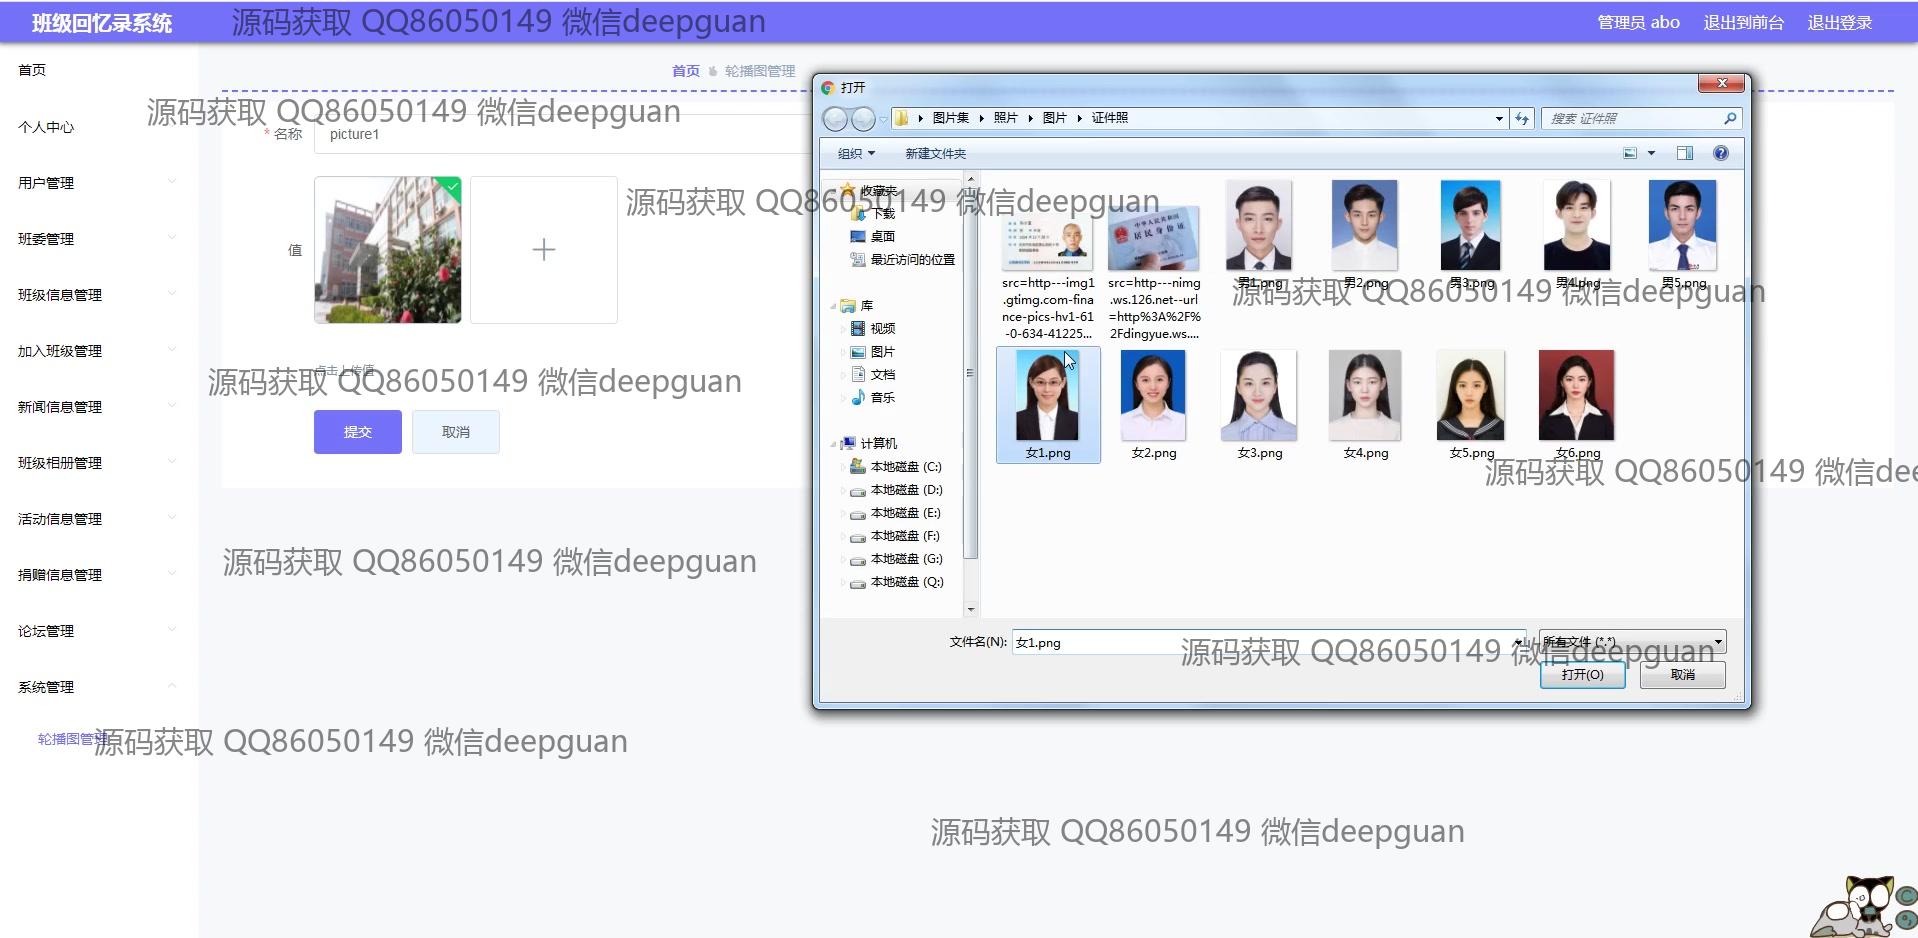 班级回忆录系统
管理员 abo
退出到前台
退出登录
源码获取 QQ86050149 微信deepguan
首页
个人中心
用户管理
班委管理
班级信息管理
加入班级管理
新闻信息管理
班级相册管理
活动信息管理
捐赠信息管理
论坛管理
系统管理
轮播图管理
首页 轮播图管理
源码获取 QQ86050149 微信deepguan
* 名称
picture1
值
点击上传值
源码获取 QQ86050149 微信deepguan
提交
取消
源码获取 QQ86050149 微信deepguan
源码获取 QQ86050149 微信deepguan
打开
图片集 照片 图片 证件照
搜索 证件照
组织
新建文件夹
收藏夹
源码获取 QQ86050149 微信deepguan
下载
桌面
最近访问的位置
库
视频
图片
文档
音乐
计算机
本地磁盘 (C:)
本地磁盘 (D:)
本地磁盘 (E:)
本地磁盘 (F:)
本地磁盘 (G:)
本地磁盘 (Q:)
中华人民共和国
居民身份证
src=http---img1
.gtimg.com-fina
nce-pics-hv1-61
-0-634-41225...
src=http---nimg
.ws.126.net--url
=http%3A%2F%
2Fdingyue.ws....
男1.png
男2.png
男3.png
男4.png
男5.png
源码获取 QQ86050149 微信deepguan
女1.png
女2.png
女3.png
女4.png
女5.png
女6.png
源码获取 QQ86050149 微信dee
文件名(N):
女1.png
所有文件 (*.*)
源码获取 QQ86050149 微信deepguan
打开(O)
取消
源码获取 QQ86050149 微信deepguan